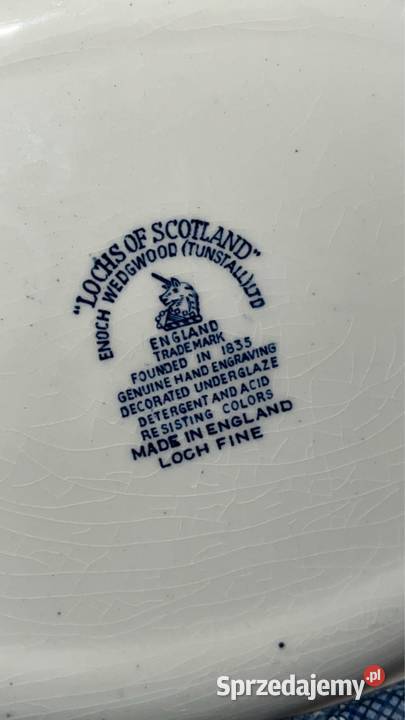 "LOCHS OF SCOTLAND"
ENOCH WEDGWOOD (TUNSTALL) LTD
ENGLAND
TRADE MARK
FOUNDED IN 1835
GENUINE HAND ENGRAVING
DECORATED UNDERGLAZE
DETERGENT AND ACID
RESISTING COLORS
MADE IN ENGLAND
LOCH FINE
Sprzedajemy.pl